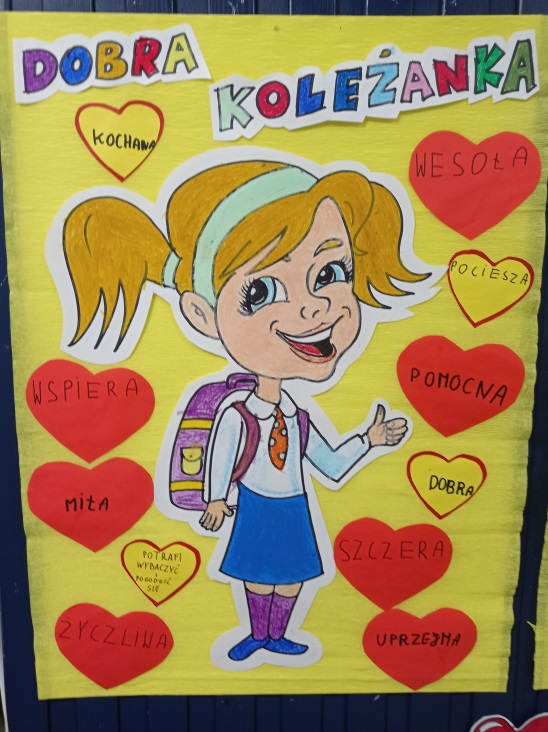 DOBRA
KOLEŻANKA
KOCHANA
WESOŁA
POCIESZA
WSPIERA
POMOCNA
MIŁA
DOBRA
POTRAFI
WYBACZYĆ
I
POGODZIĆ
SIĘ
SZCZERA
ŻYCZLIWA
UPRZEJMA